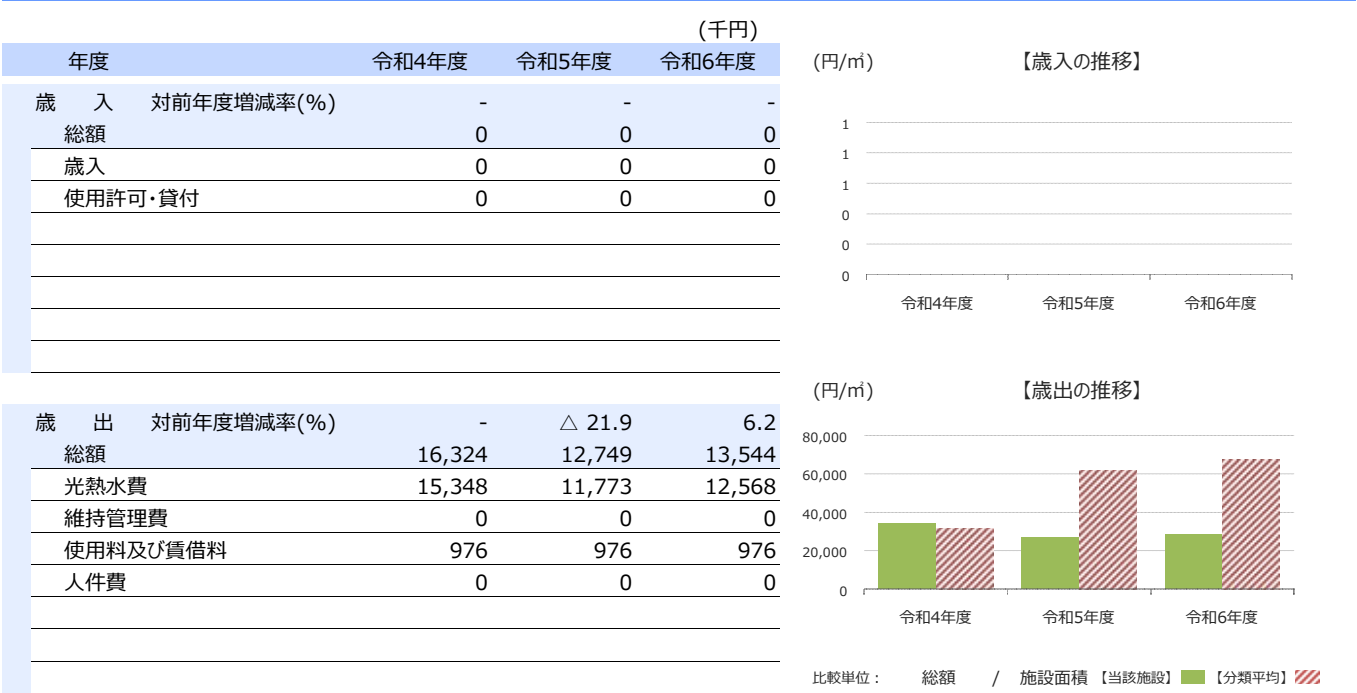 (千円)
年度 令和4年度 令和5年度 令和6年度
歳 入 対前年度増減率(%) - - -
総額 0 0 0
歳入 0 0 0
使用許可・貸付 0 0 0
(円/㎡) 【歳入の推移】
1
1
1
0
0
0
令和4年度 令和5年度 令和6年度
歳 出 対前年度増減率(%) - △ 21.9 6.2
総額 16,324 12,749 13,544
光熱水費 15,348 11,773 12,568
維持管理費 0 0 0
使用料及び賃借料 976 976 976
人件費 0 0 0
(円/㎡) 【歳出の推移】
80,000
60,000
40,000
20,000
0
令和4年度 令和5年度 令和6年度
比較単位： 総額 / 施設面積 【当該施設】 【分類平均】